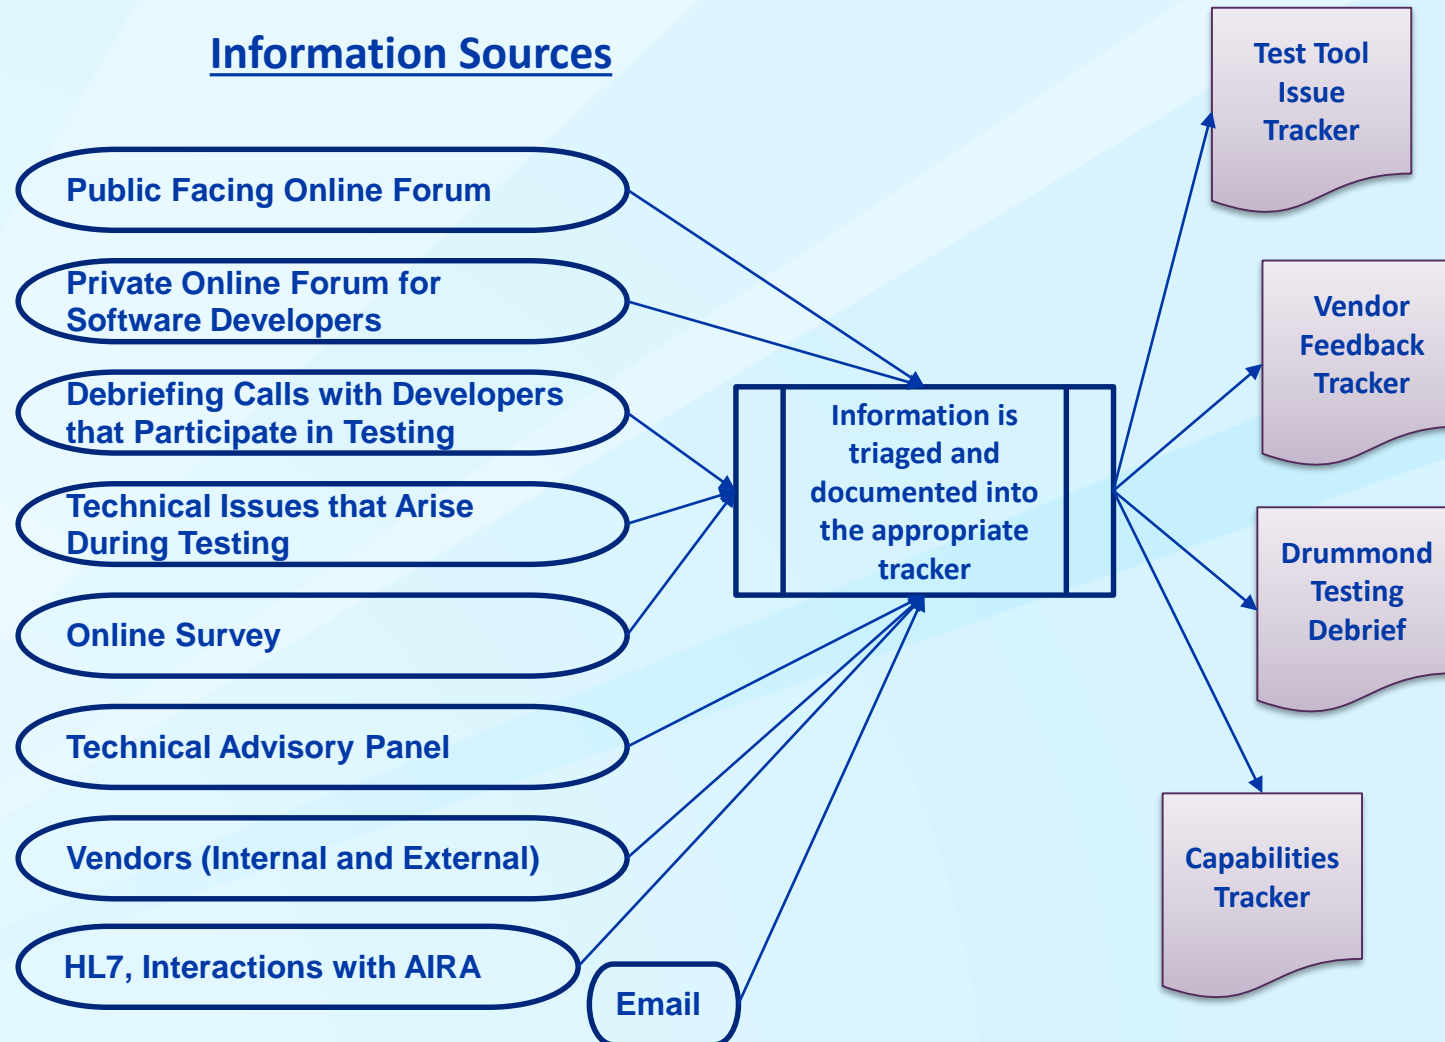 Information Sources
Public Facing Online Forum
Private Online Forum for
Software Developers
Debriefing Calls with Developers
that Participate in Testing
Technical Issues that Arise
During Testing
Online Survey
Technical Advisory Panel
Vendors (Internal and External)
HL7, Interactions with AIRA
Email
Information is
triaged and
documented into
the appropriate
tracker
Test Tool
Issue
Tracker
Vendor
Feedback
Tracker
Drummond
Testing
Debrief
Capabilities
Tracker